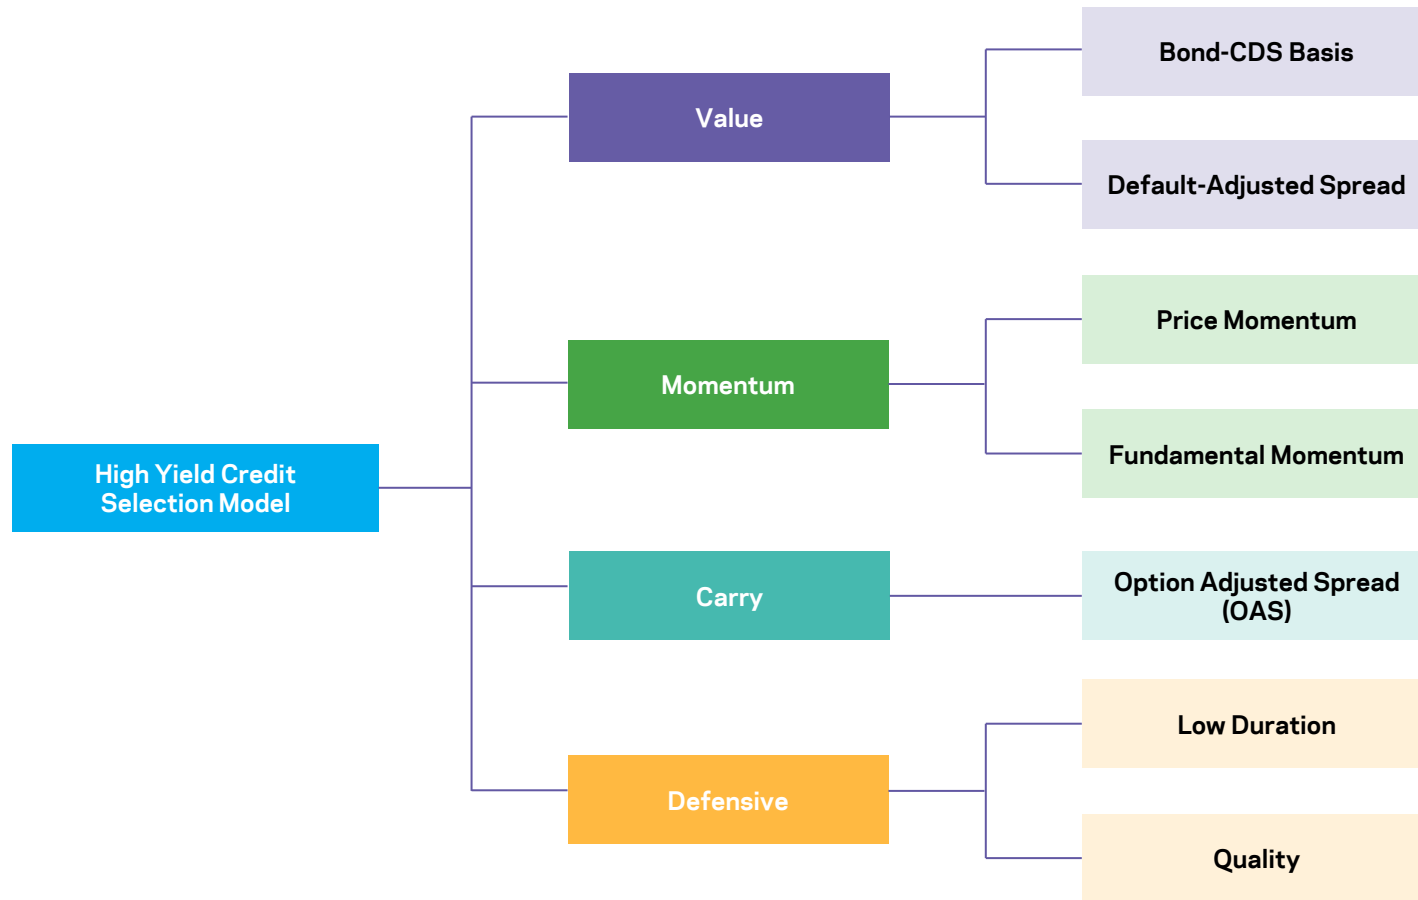 High Yield Credit
Selection Model
Value
Bond-CDS Basis
Default-Adjusted Spread
Momentum
Price Momentum
Fundamental Momentum
Carry
Option Adjusted Spread
(OAS)
Defensive
Low Duration
Quality